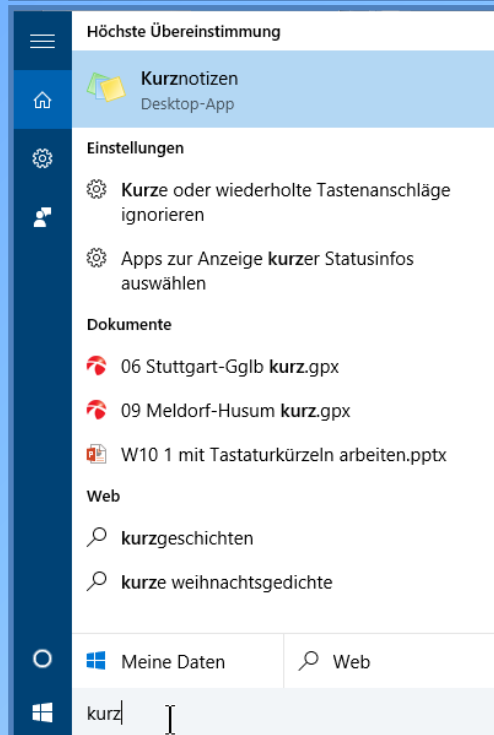 Höchste Übereinstimmung
Kurznotizen
Desktop-App
Einstellungen
Kurze oder wiederholte Tastenanschläge
ignorieren
Apps zur Anzeige kurzer Statusinfos
auswählen
Dokumente
06 Stuttgart-Gglb kurz.gpx
09 Meldorf-Husum kurz.gpx
W10 1 mit Tastaturkürzeln arbeiten.pptx
Web
kurzgeschichten
kurze weihnachtsgedichte
Meine Daten
Web
kurz